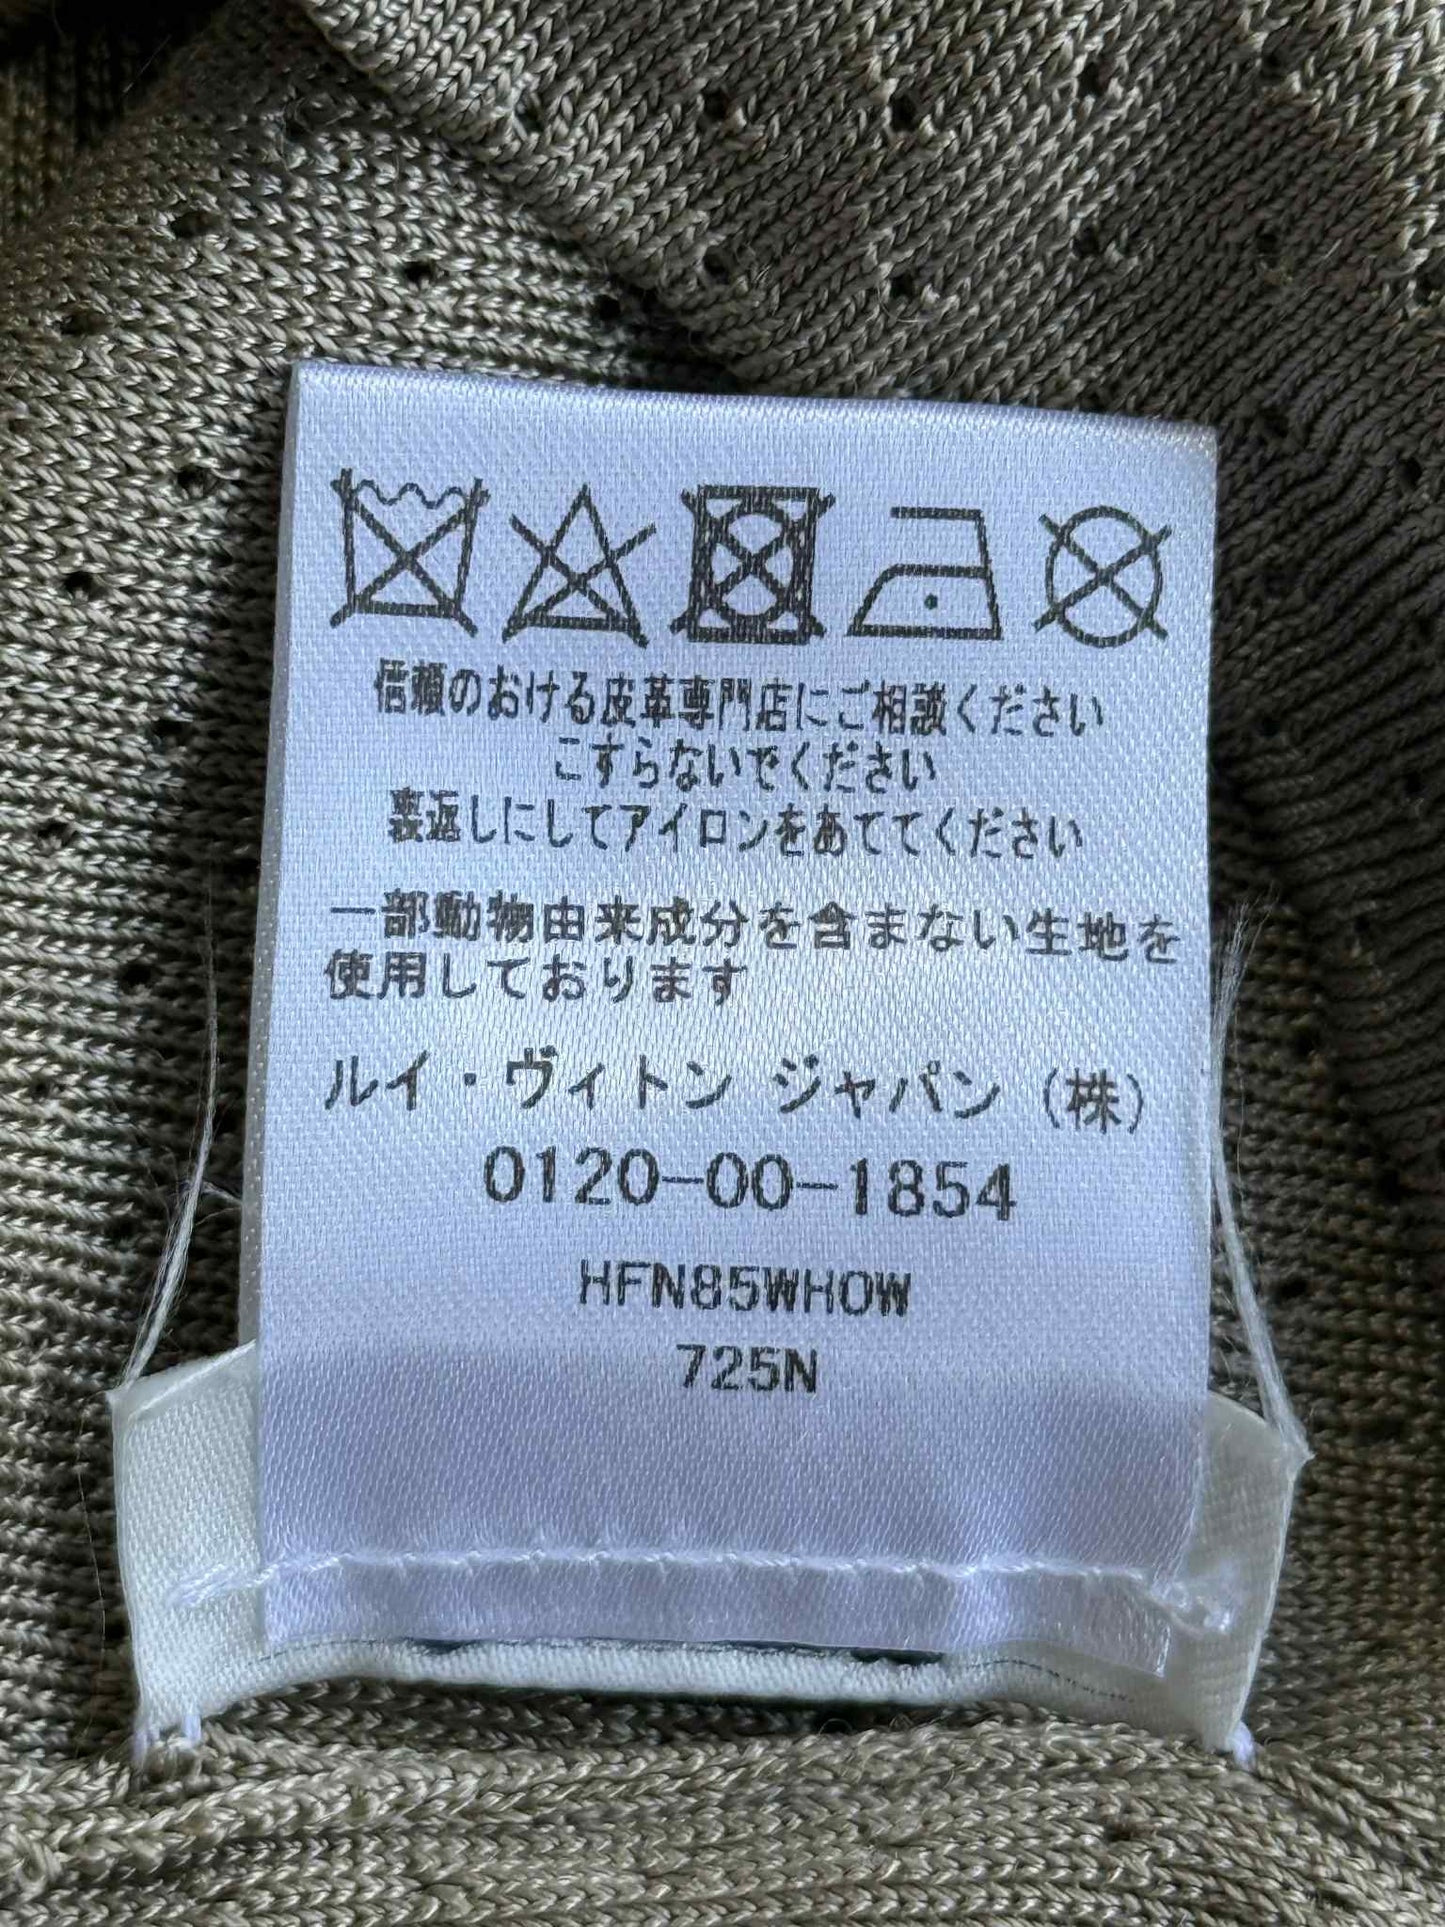 信頼のおける皮革専門店にご相談ください
こすらないでください
裏返しにしてアイロンをあててください
一部動物由来成分を含まない生地を
使用しております
ルイ・ヴィトン ジャパン (株)
0120-00-1854
HFN85WHOW
725N